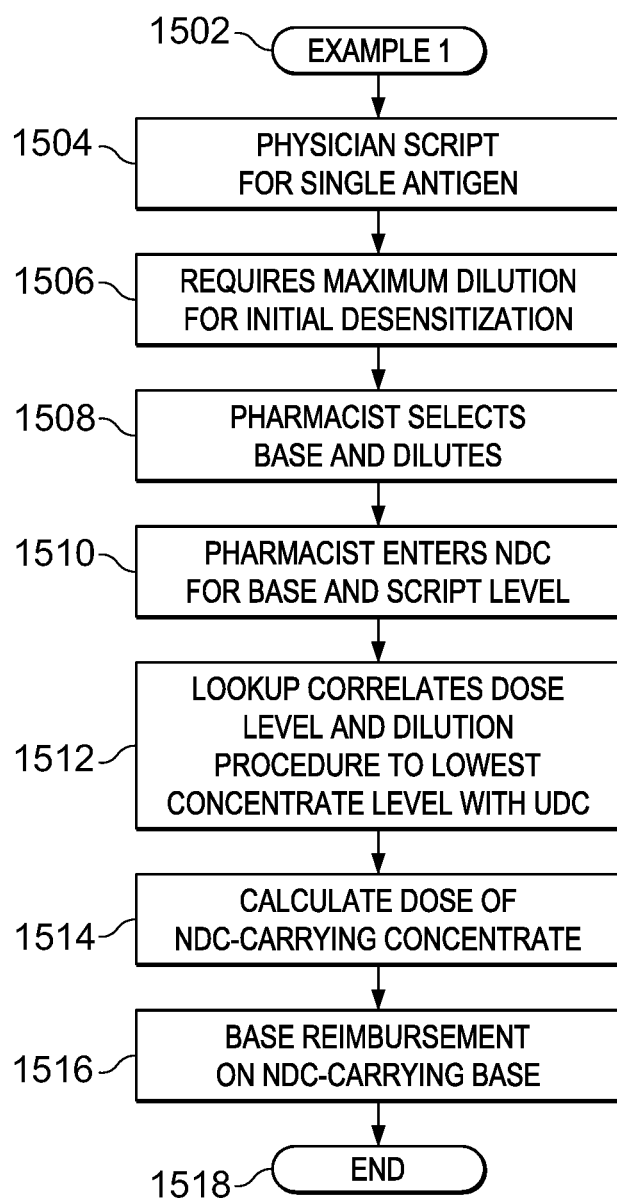 1502
EXAMPLE 1
1504
PHYSICIAN SCRIPT
FOR SINGLE ANTIGEN
1506
REQUIRES MAXIMUM DILUTION
FOR INITIAL DESENSITIZATION
1508
PHARMACIST SELECTS
BASE AND DILUTES
1510
PHARMACIST ENTERS NDC
FOR BASE AND SCRIPT LEVEL
1512
LOOKUP CORRELATES DOSE
LEVEL AND DILUTION
PROCEDURE TO LOWEST
CONCENTRATE LEVEL WITH UDC
1514
CALCULATE DOSE OF
NDC-CARRYING CONCENTRATE
1516
BASE REIMBURSEMENT
ON NDC-CARRYING BASE
1518
END